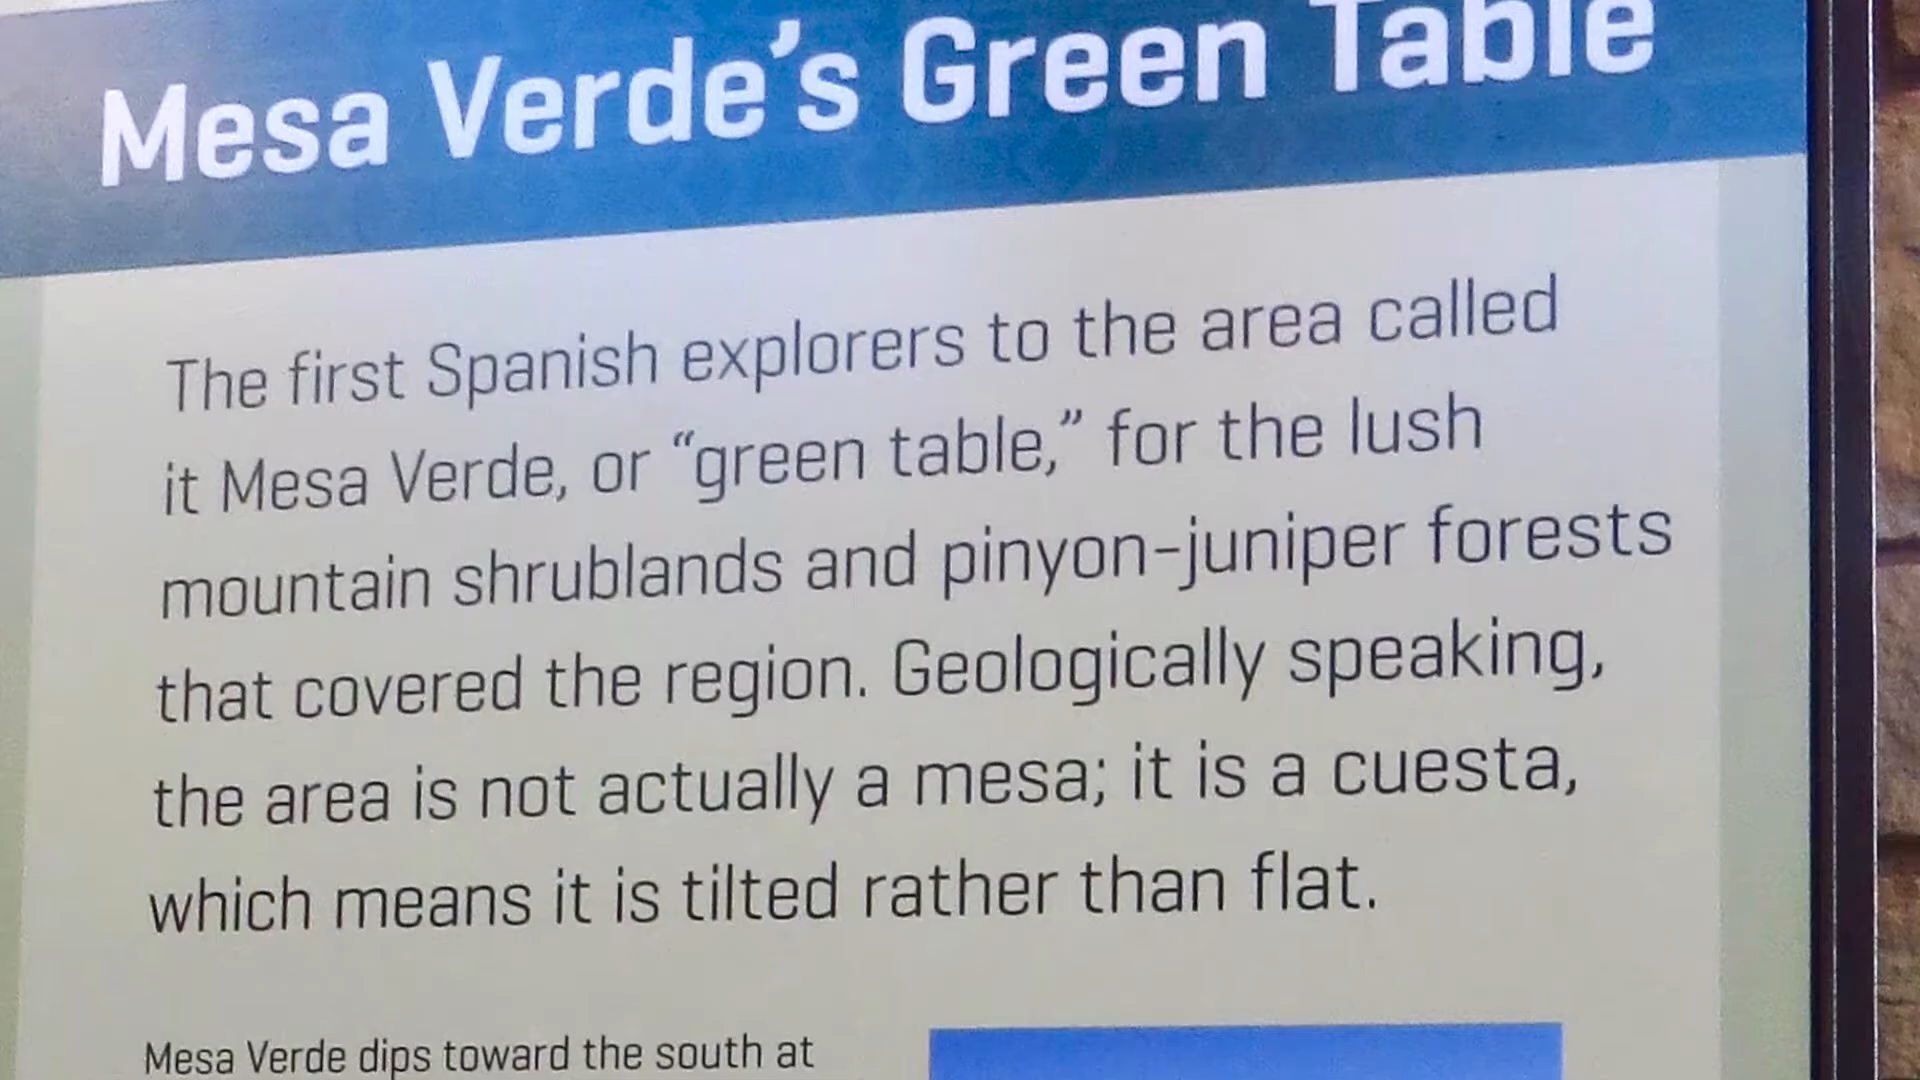 Mesa Verde’s Green Table
The first Spanish explorers to the area called
it Mesa Verde, or “green table,” for the lush
mountain shrublands and pinyon-juniper forests
that covered the region. Geologically speaking,
the area is not actually a mesa; it is a cuesta,
which means it is tilted rather than flat.
Mesa Verde dips toward the south at